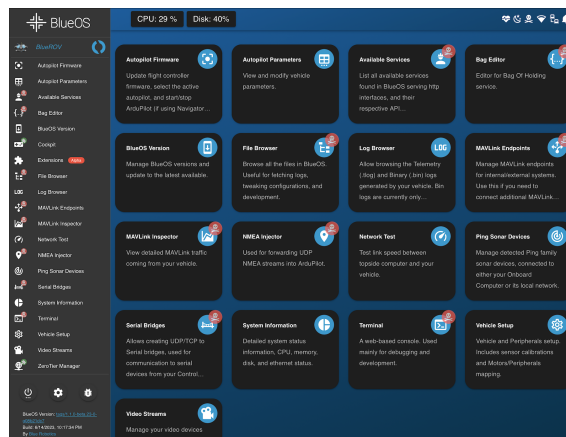 BlueOS
CPU: 29 %
Disk: 40%
BlueROV
Autopilot Firmware
Autopilot Parameters
Available Services
Bag Editor
BlueOS Version
Cockpit
Extensions Alpha
File Browser
Log Browser
MAVLink Endpoints
MAVLink Inspector
Network Test
NMEA Injector
Ping Sonar Devices
Serial Bridges
System Information
Terminal
Vehicle Setup
Video Streams
ZeroTier Manager
BlueOS Version:
Build: 8/14/2023, 10:17:34 PM
By Blue Robotics
Autopilot Firmware
Update flight controller
firmware, select the active
autopilot, and start/stop
ArduPilot (if using Navigator...
Autopilot Parameters
View and modify vehicle
parameters.
Available Services
List all available services
found in BlueOS serving http
interfaces, and their
respective API...
Bag Editor
Editor for Bag Of Holding
service.
BlueOS Version
Manage BlueOS versions and
update to the latest available.
File Browser
Browse all the files in BlueOS.
Useful for fetching logs,
tweaking configurations, and
development.
Log Browser
LOG
Allow browsing the Telemetry
(.tlog) and Binary (.bin) logs
generated by your vehicle. Bin
logs are currently only...
MAVLink Endpoints
Manage MAVLink endpoints
for internal/external systems.
Use this if you need to
connect additional MAVLink...
MAVLink Inspector
View detailed MAVLink traffic
coming from your vehicle.
NMEA Injector
Used for forwarding UDP
NMEA streams into ArduPilot.
Network Test
Test link speed between
topside computer and your
vehicle.
Ping Sonar Devices
Manage detected Ping family
sonar devices, connected to
either your Onboard
Computer or its local network.
Serial Bridges
Allows creating UDP/TCP to
Serial bridges, used for
communication to serial
devices from your Control...
System Information
Detailed system status
information, CPU, memory,
disk, and ethernet status.
Terminal
A web-based console. Used
mainly for debugging and
development.
Vehicle Setup
Vehicle and Peripherals setup.
Includes sensor calibrations
and Motors/Peripherals
mapping.
Video Streams
Manage your video devices